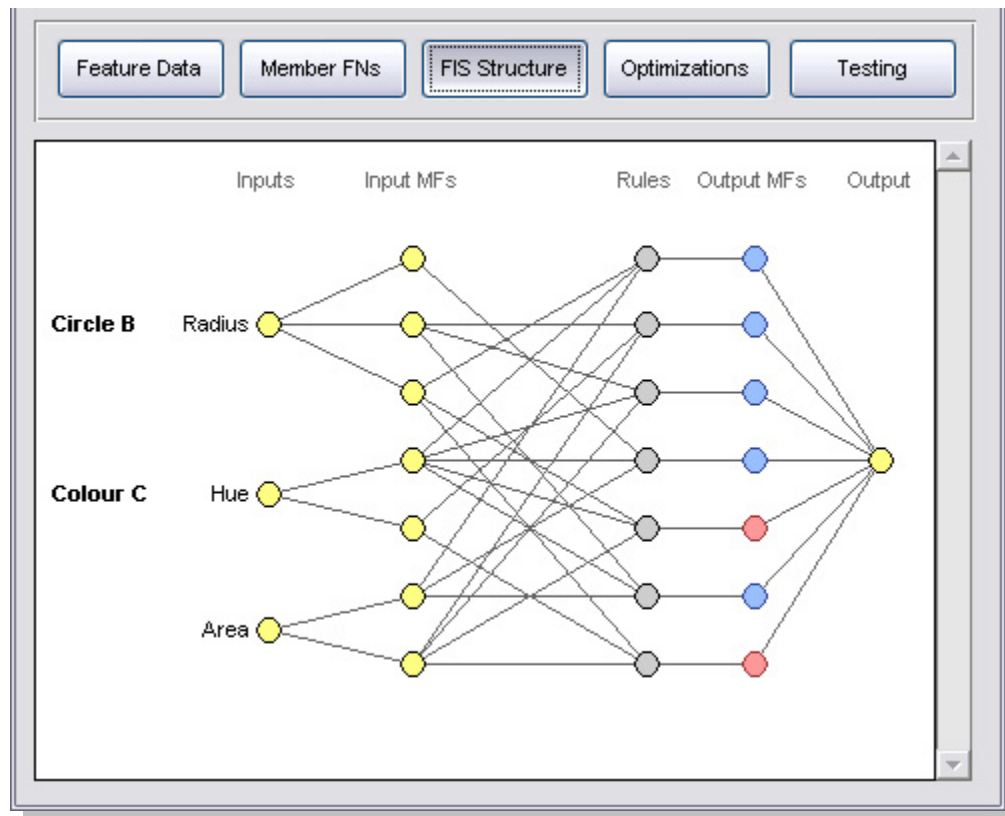 Feature Data Member FNs FIS Structure Optimizations Testing
Inputs Input MFs Rules Output MFs Output
Circle B Radius
Colour C Hue
Area